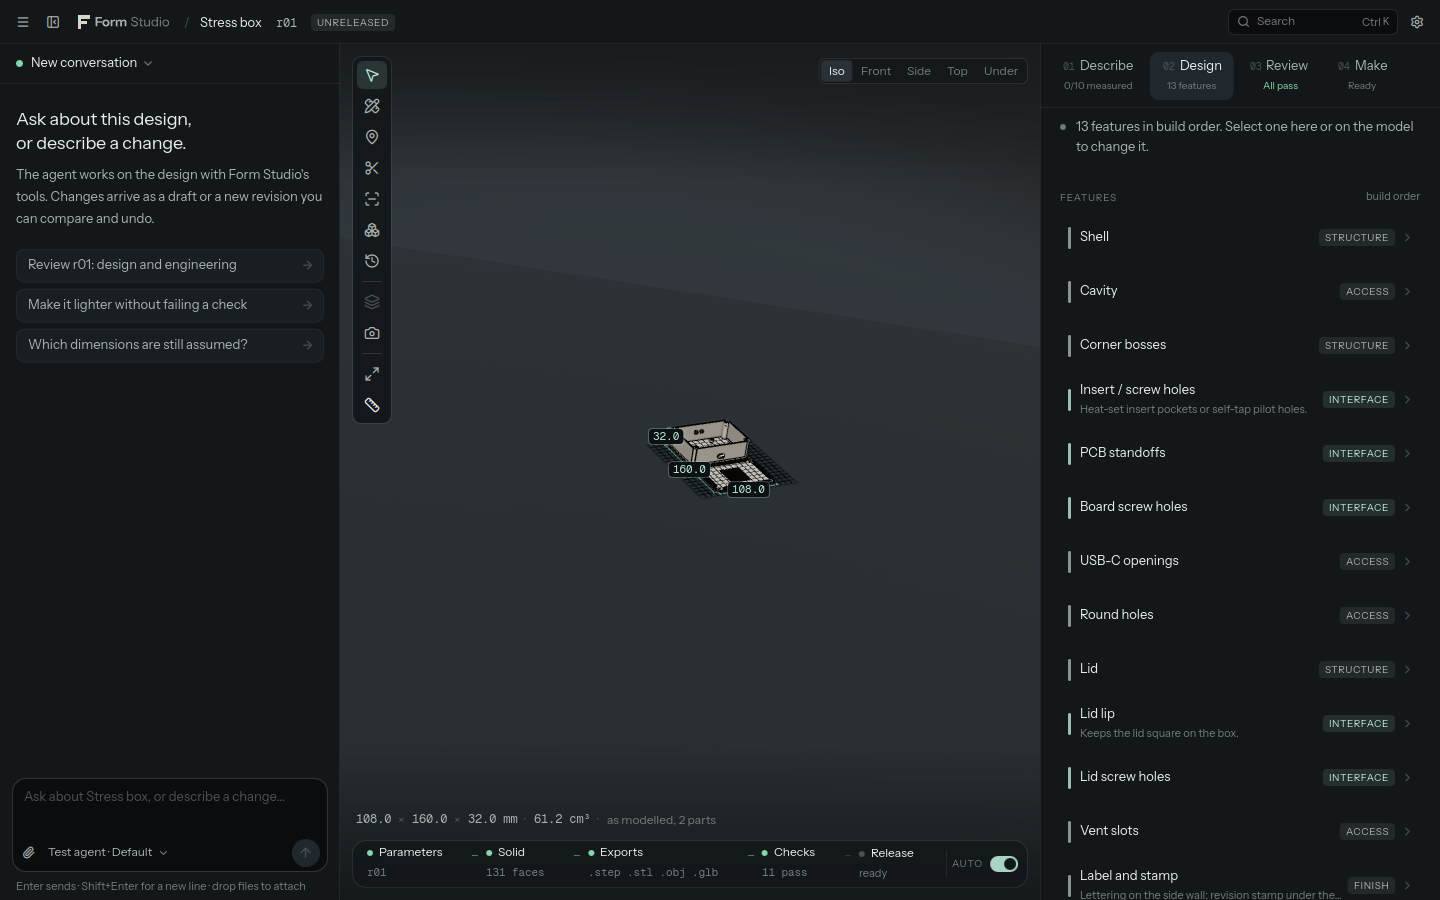 Form Studio / Stress box r01 UNRELEASED
Search Ctrl K
New conversation
Ask about this design,
or describe a change.
The agent works on the design with Form Studio's
tools. Changes arrive as a draft or a new revision you
can compare and undo.
Review r01: design and engineering
Make it lighter without failing a check
Which dimensions are still assumed?
Ask about Stress box, or describe a change...
Test agent · Default
Enter sends · Shift+Enter for a new line · drop files to attach
Iso Front Side Top Under
32.0
160.0
108.0
108.0 × 160.0 × 32.0 mm · 61.2 cm³ · as modelled, 2 parts
Parameters
r01
Solid
131 faces
Exports
.step .stl .obj .glb
Checks
11 pass
Release
ready
AUTO
01 Describe
0/10 measured
02 Design
13 features
03 Review
All pass
04 Make
Ready
13 features in build order. Select one here or on the model
to change it.
FEATURES build order
Shell STRUCTURE
Cavity ACCESS
Corner bosses STRUCTURE
Insert / screw holes INTERFACE
Heat-set insert pockets or self-tap pilot holes.
PCB standoffs INTERFACE
Board screw holes INTERFACE
USB-C openings ACCESS
Round holes ACCESS
Lid STRUCTURE
Lid lip INTERFACE
Keeps the lid square on the box.
Lid screw holes INTERFACE
Vent slots ACCESS
Label and stamp FINISH
Lettering on the side wall; revision stamp under the...